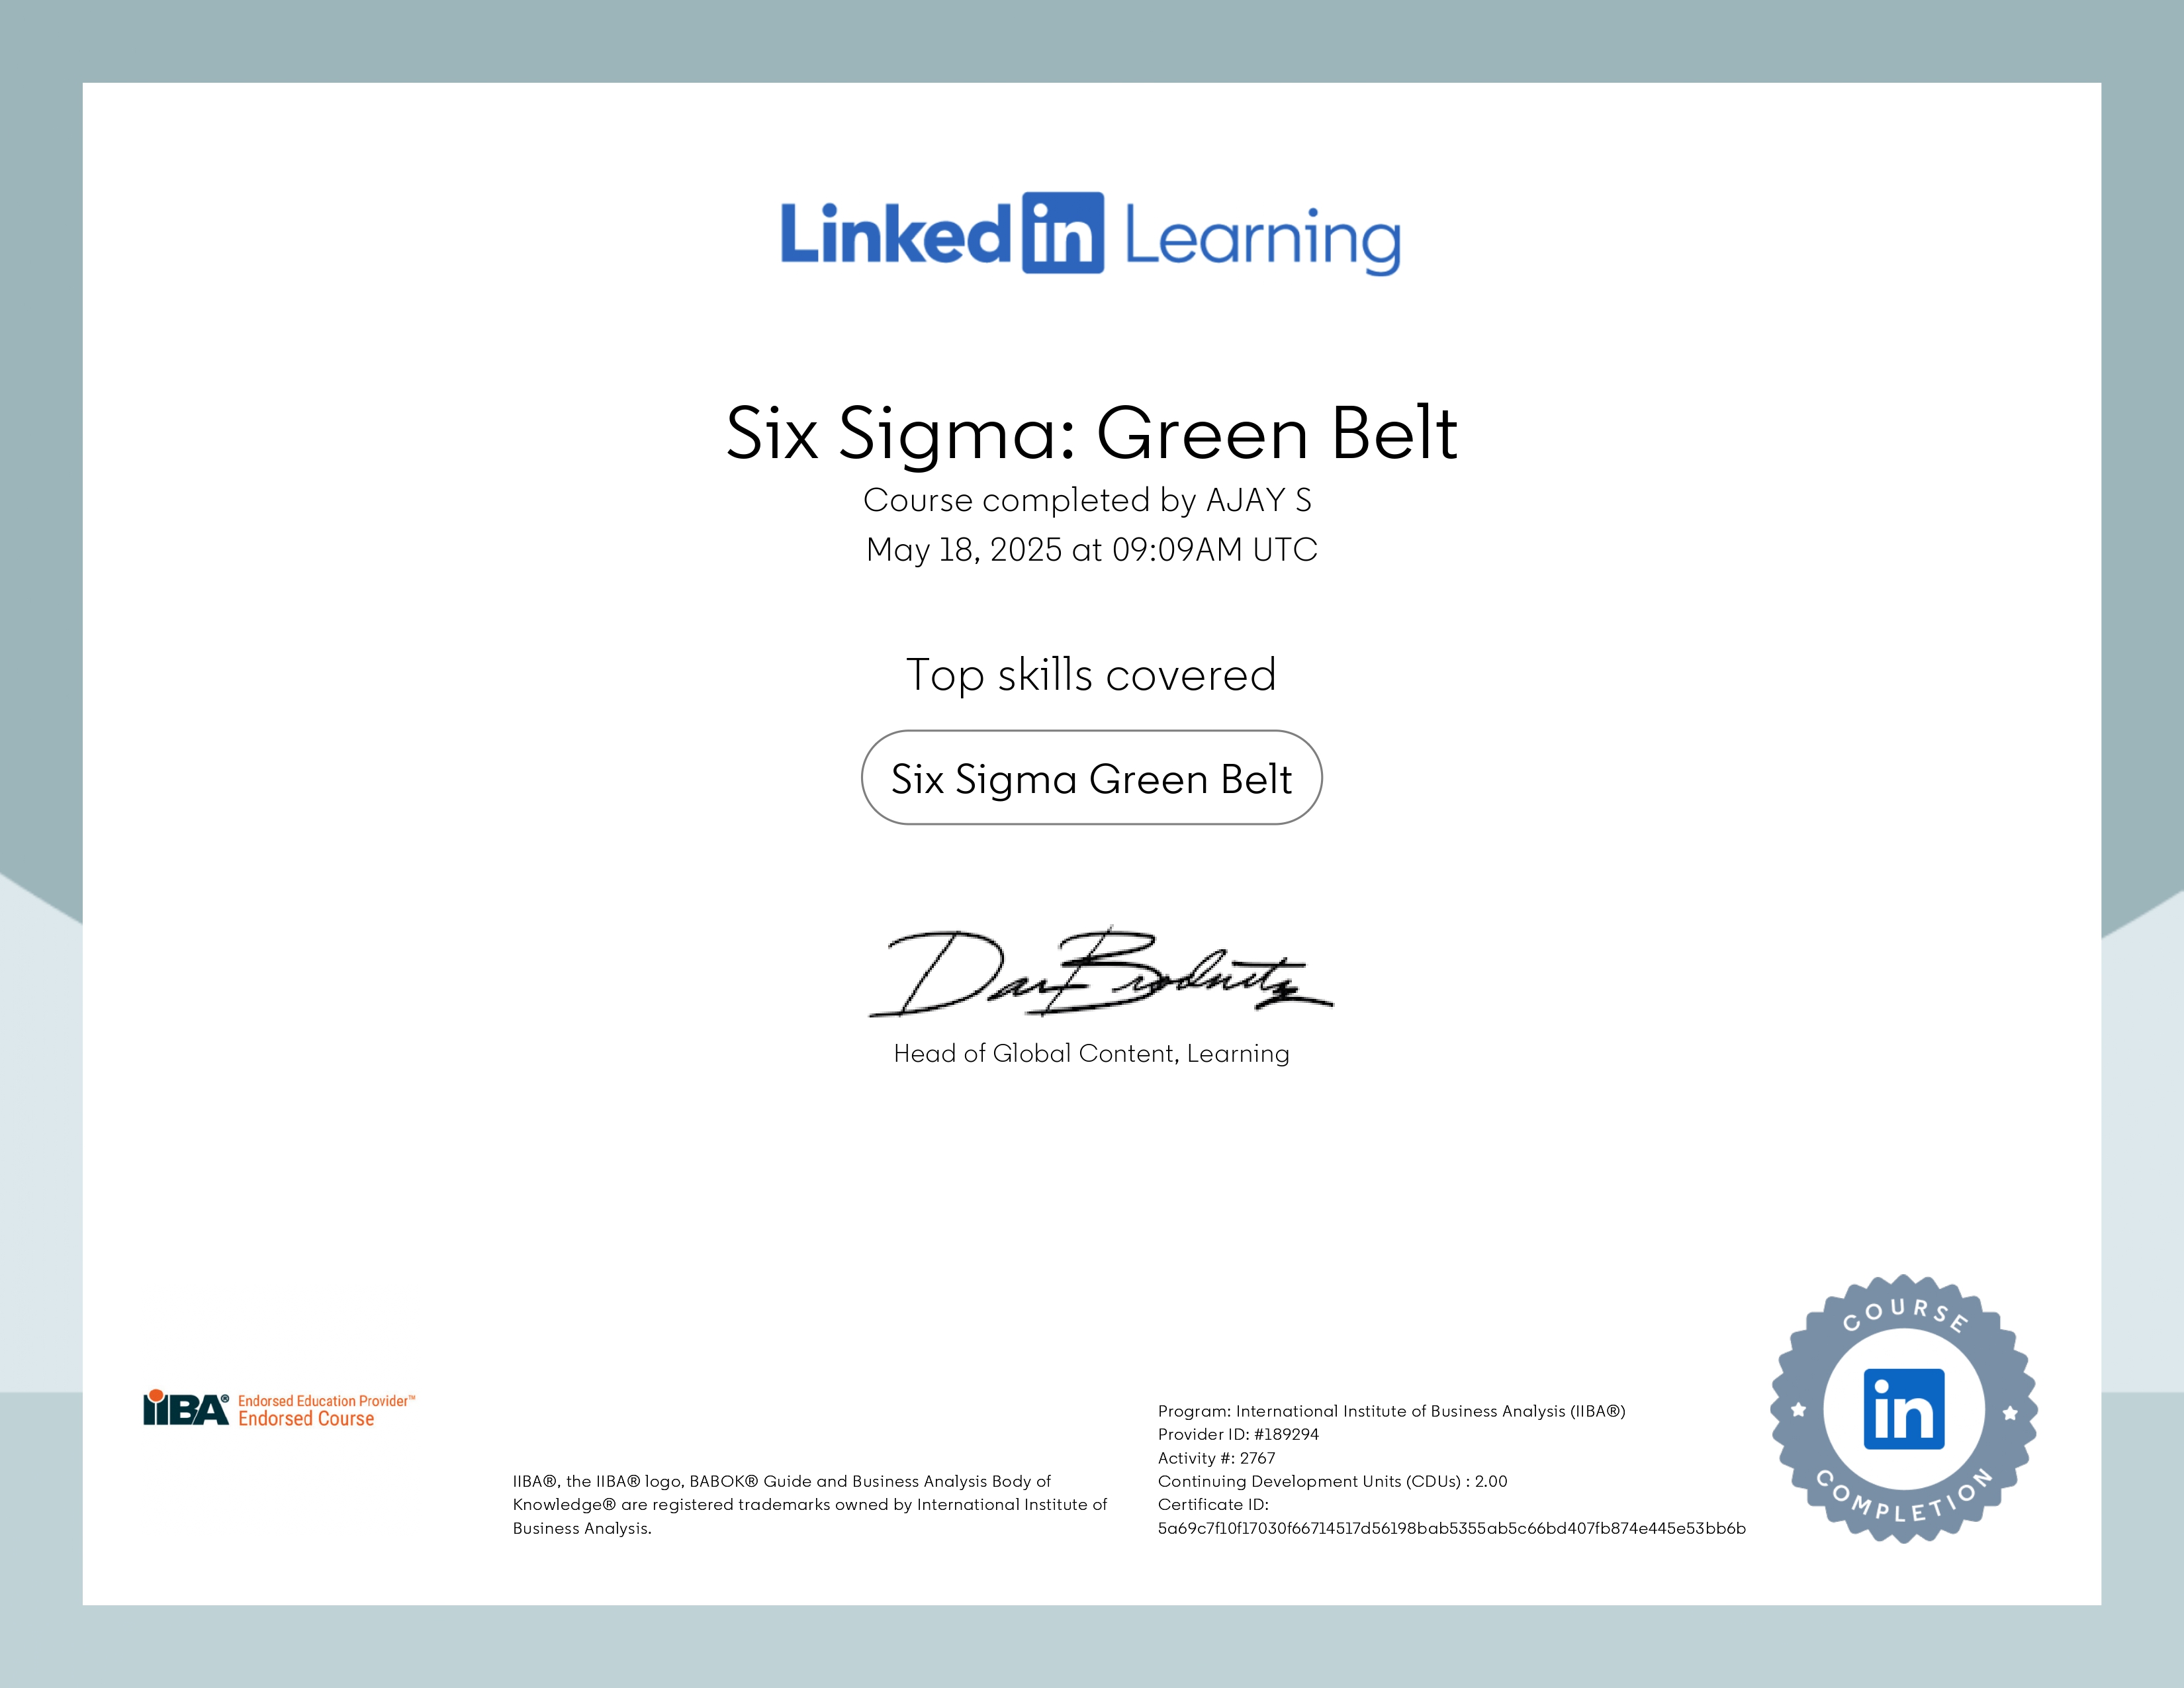 Linked in Learning
Six Sigma: Green Belt
Course completed by AJAY S
May 18, 2025 at 09:09AM UTC
Top skills covered
Six Sigma Green Belt
Dan Brodnitz
Head of Global Content, Learning
IIBA® Endorsed Education Provider™
Endorsed Course
IIBA®, the IIBA® logo, BABOK® Guide and Business Analysis Body of
Knowledge® are registered trademarks owned by International Institute of
Business Analysis.
Program: International Institute of Business Analysis (IIBA®)
Provider ID: #189294
Activity #: 2767
Continuing Development Units (CDUs) : 2.00
Certificate ID:
5a69c7f10f17030f66714517d56198bab5355ab5c66bd407fb874e445e53bb6b
COURSE
in
COMPLETION